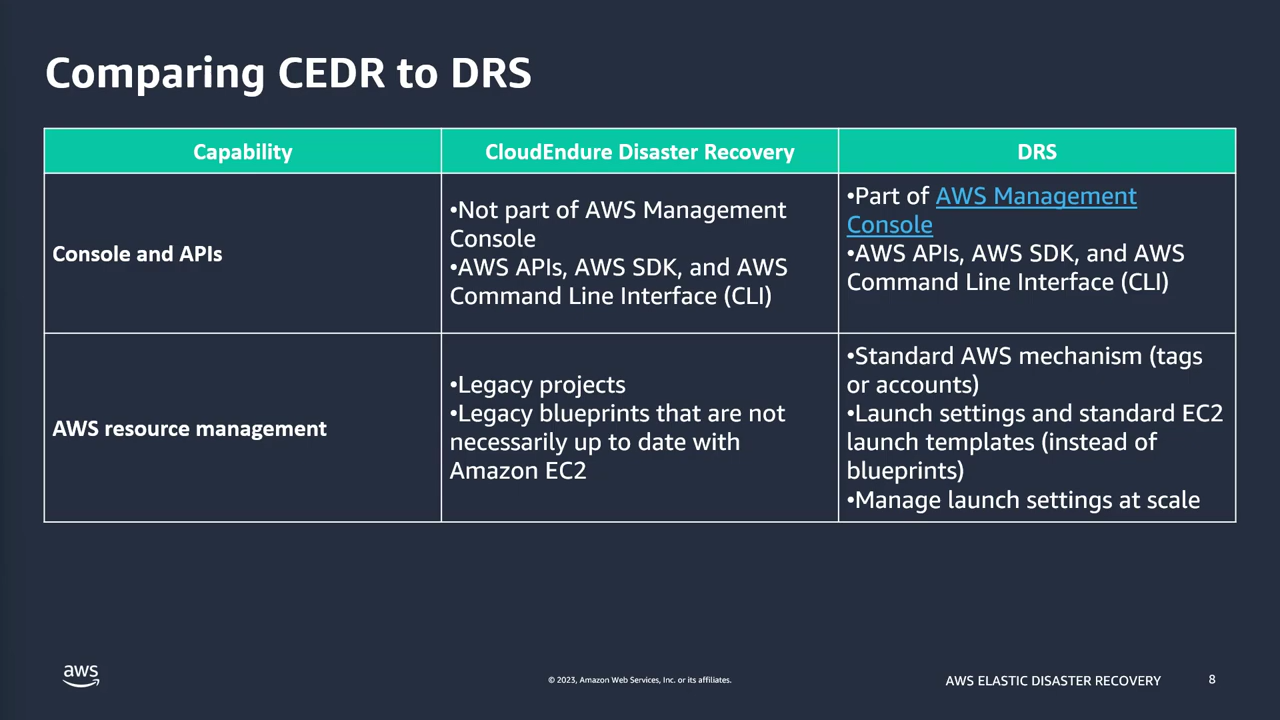 Comparing CEDR to DRS
Capability
CloudEndure Disaster Recovery
DRS
Console and APIs
•Not part of AWS Management
Console
•AWS APIs, AWS SDK, and AWS
Command Line Interface (CLI)
•Part of AWS Management
Console
•AWS APIs, AWS SDK, and AWS
Command Line Interface (CLI)
AWS resource management
•Legacy projects
•Legacy blueprints that are not
necessarily up to date with
Amazon EC2
•Standard AWS mechanism (tags
or accounts)
•Launch settings and standard EC2
launch templates (instead of
blueprints)
•Manage launch settings at scale
aws
© 2023, Amazon Web Services, Inc. or its affiliates.
AWS ELASTIC DISASTER RECOVERY
8